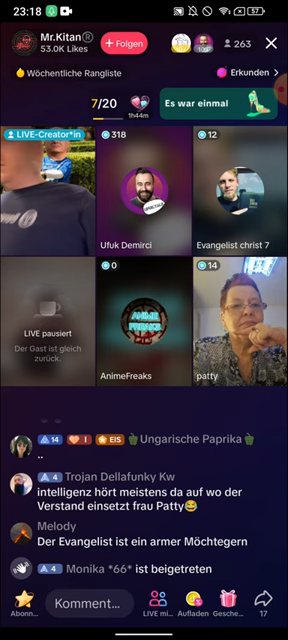 23:18
57
Mr.Kitan®
53.0K Likes
+ Folgen
263
Wöchentliche Rangliste
Erkunden >
7/20
1h44m
Es war einmal
LIVE-Creator*in
318
12
Ufuk Demirci
Evangelist christ 7
0
14
LIVE pausiert
Der Gast ist gleich zurück.
ANIME FREAKS
AnimeFreaks
patty
14 I EIS Ungarische Paprika
..
4 Trojan Dellafunky Kw
intelligenz hört meistens da auf wo der
Verstand einsetzt frau Patty😂
Melody
Der Evangelist ist ein armer Möchtegern
4 Monika *66* ist beigetreten
Abonn...
Kommentar...
LIVE mi...
Aufladen
Gesche...
17